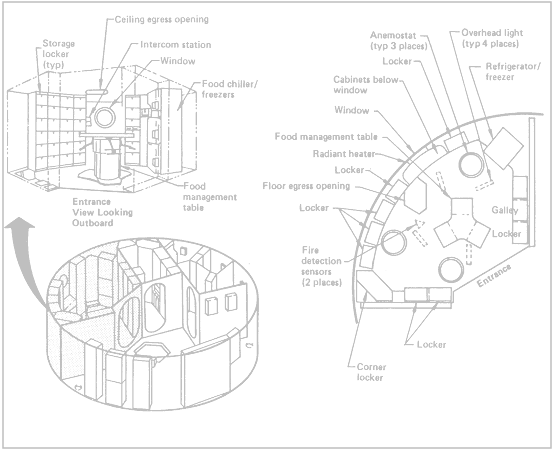 Ceiling egress opening
Storage
locker
(typ)
Intercom station
Window
Food chiller/
freezers
Food
management
table
Entrance
View Looking
Outboard
Anemostat
(typ 3 places)
Overhead light
(typ 4 places)
Locker
Refrigerator/
freezer
Cabinets below
window
Window
Food management table
Radiant heater
Locker
Floor egress opening
Locker
Galley
Locker
Fire
detection
sensors
(2 places)
Entrance
Locker
Corner
locker